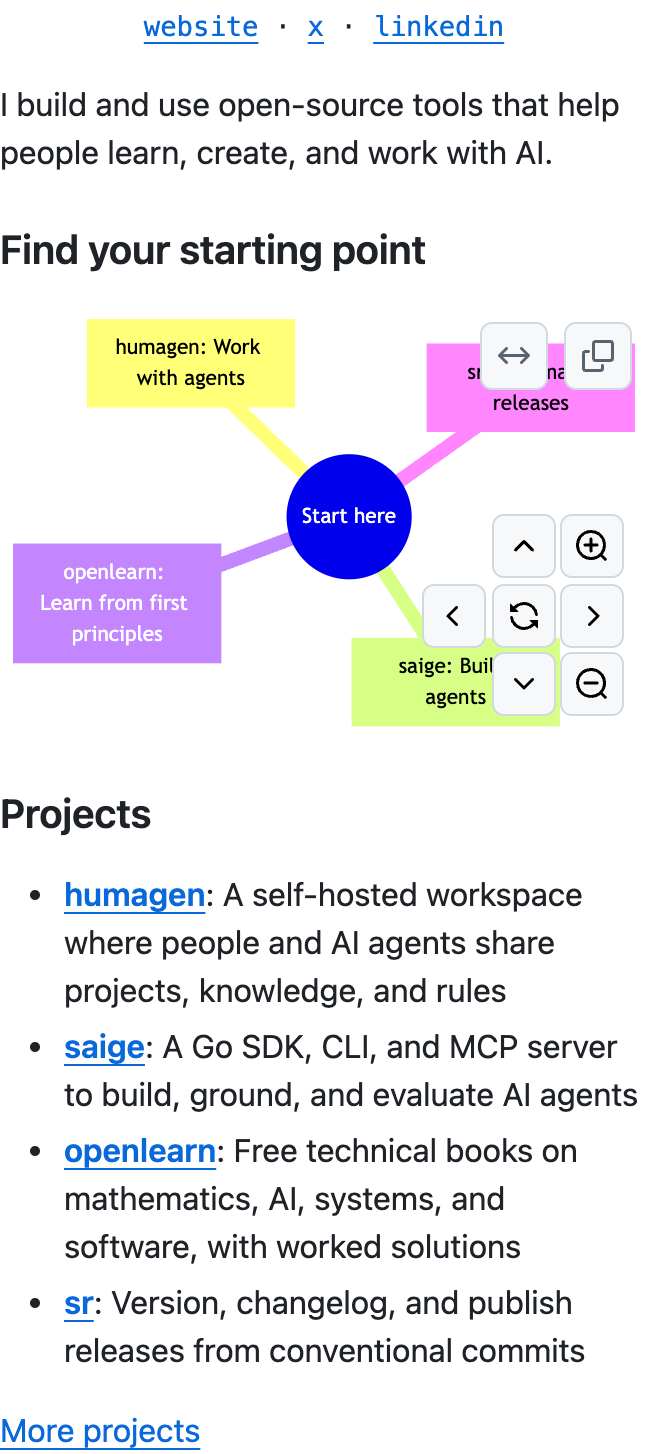 website · x · linkedin
I build and use open-source tools that help
people learn, create, and work with AI.
Find your starting point
humagen: Work
with agents
releases
Start here
openlearn:
Learn from first
principles
saige:
agents
Projects
• humagen: A self-hosted workspace
where people and AI agents share
projects, knowledge, and rules
• saige: A Go SDK, CLI, and MCP server
to build, ground, and evaluate AI agents
• openlearn: Free technical books on
mathematics, AI, systems, and
software, with worked solutions
• sr: Version, changelog, and publish
releases from conventional commits
More projects